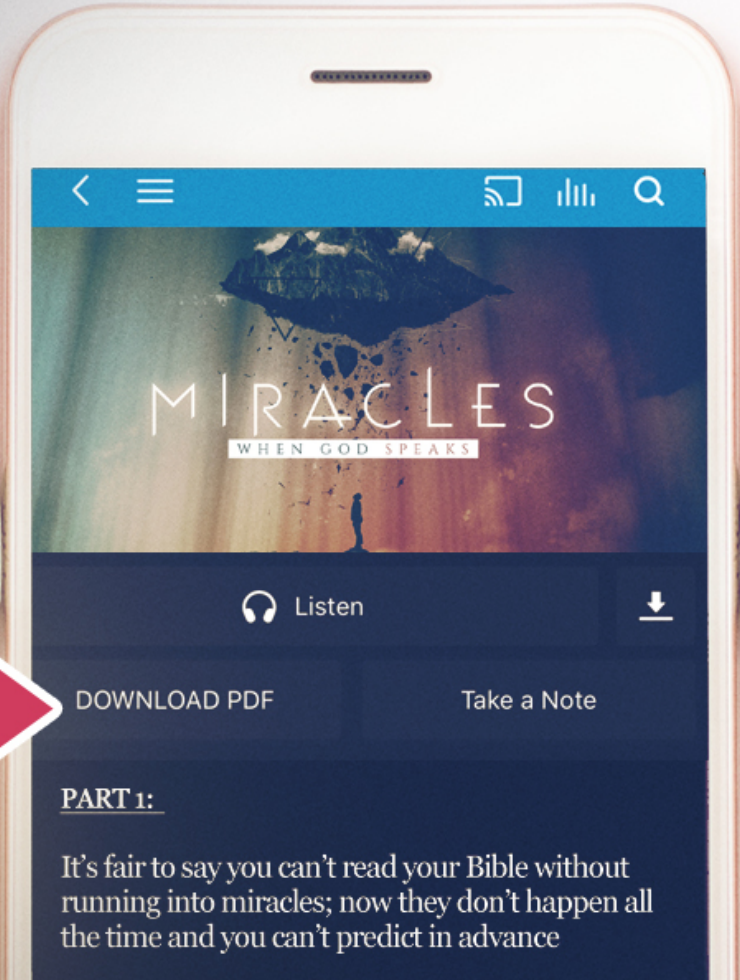 MIRACLES
WHEN GOD SPEAKS
Listen
DOWNLOAD PDF
Take a Note
PART 1:
It's fair to say you can't read your Bible without
running into miracles; now they don't happen all
the time and you can't predict in advance